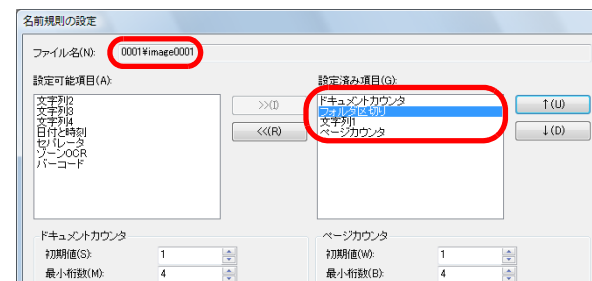 名前規則の設定
ファイル名(N): 0001¥image0001
設定可能項目(A):
文字列2
文字列3
文字列4
日付と時刻
セパレータ
ゾーンOCR
バーコード
>>(I)
<<(R)
設定済み項目(G):
ドキュメントカウンタ
フォルダ区切り
文字列1
ページカウンタ
↑(U)
↓(D)
ドキュメントカウンタ
初期値(S): 1
最小桁数(M): 4
ページカウンタ
初期値(W): 1
最小桁数(B): 4